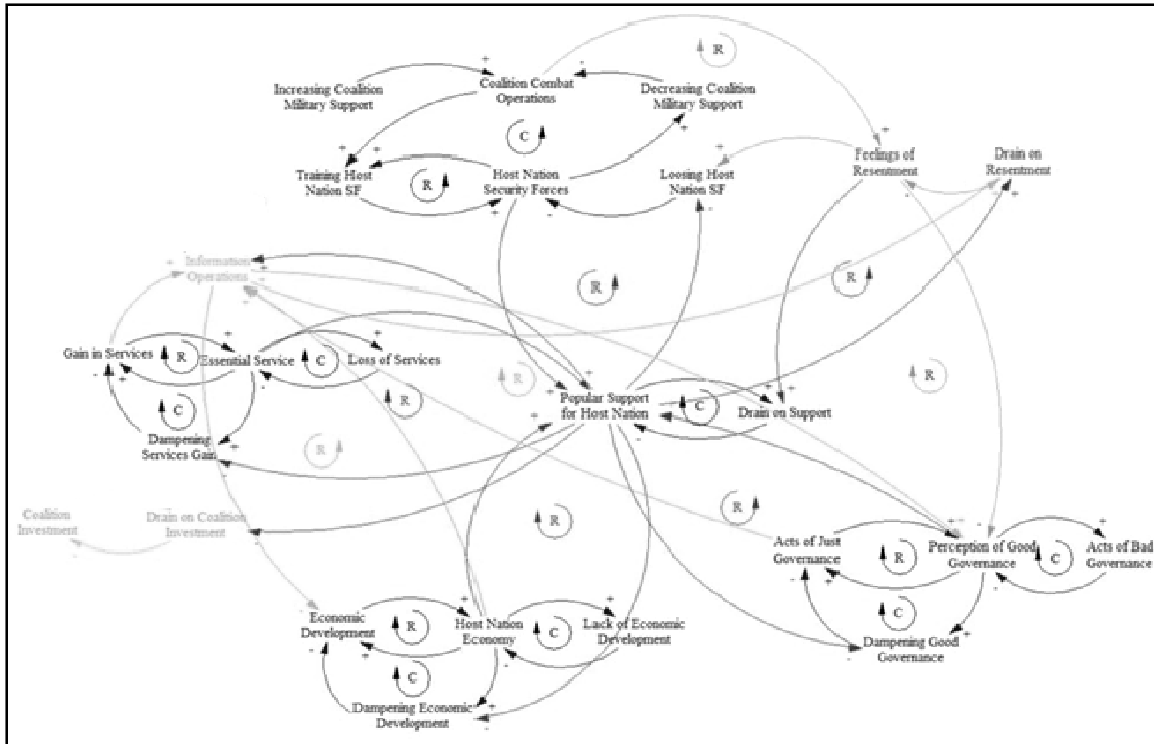 R
Increasing Coalition
Military Support
Coalition Combat
Operations
Decreasing Coalition
Military Support
C
Training Host
Nation SF
R
Host Nation
Security Forces
Loosing Host
Nation SF
Feelings of
Resentment
Drain on
Resentment
Information
Operations
R
R
Gain in Services
R
Essential Service
C
Loss of Services
R
R
R
C
Dampening
Services Gain
Popular Support
for Host Nation
C
Drain on Support
R
Coalition
Investment
Drain on Coalition
Investment
R
R
Acts of Just
Governance
R
Perception of Good
Governance
C
Acts of Bad
Governance
C
Dampening Good
Governance
Economic
Development
R
Host Nation
Economy
C
Lack of Economic
Development
C
Dampening Economic
Development